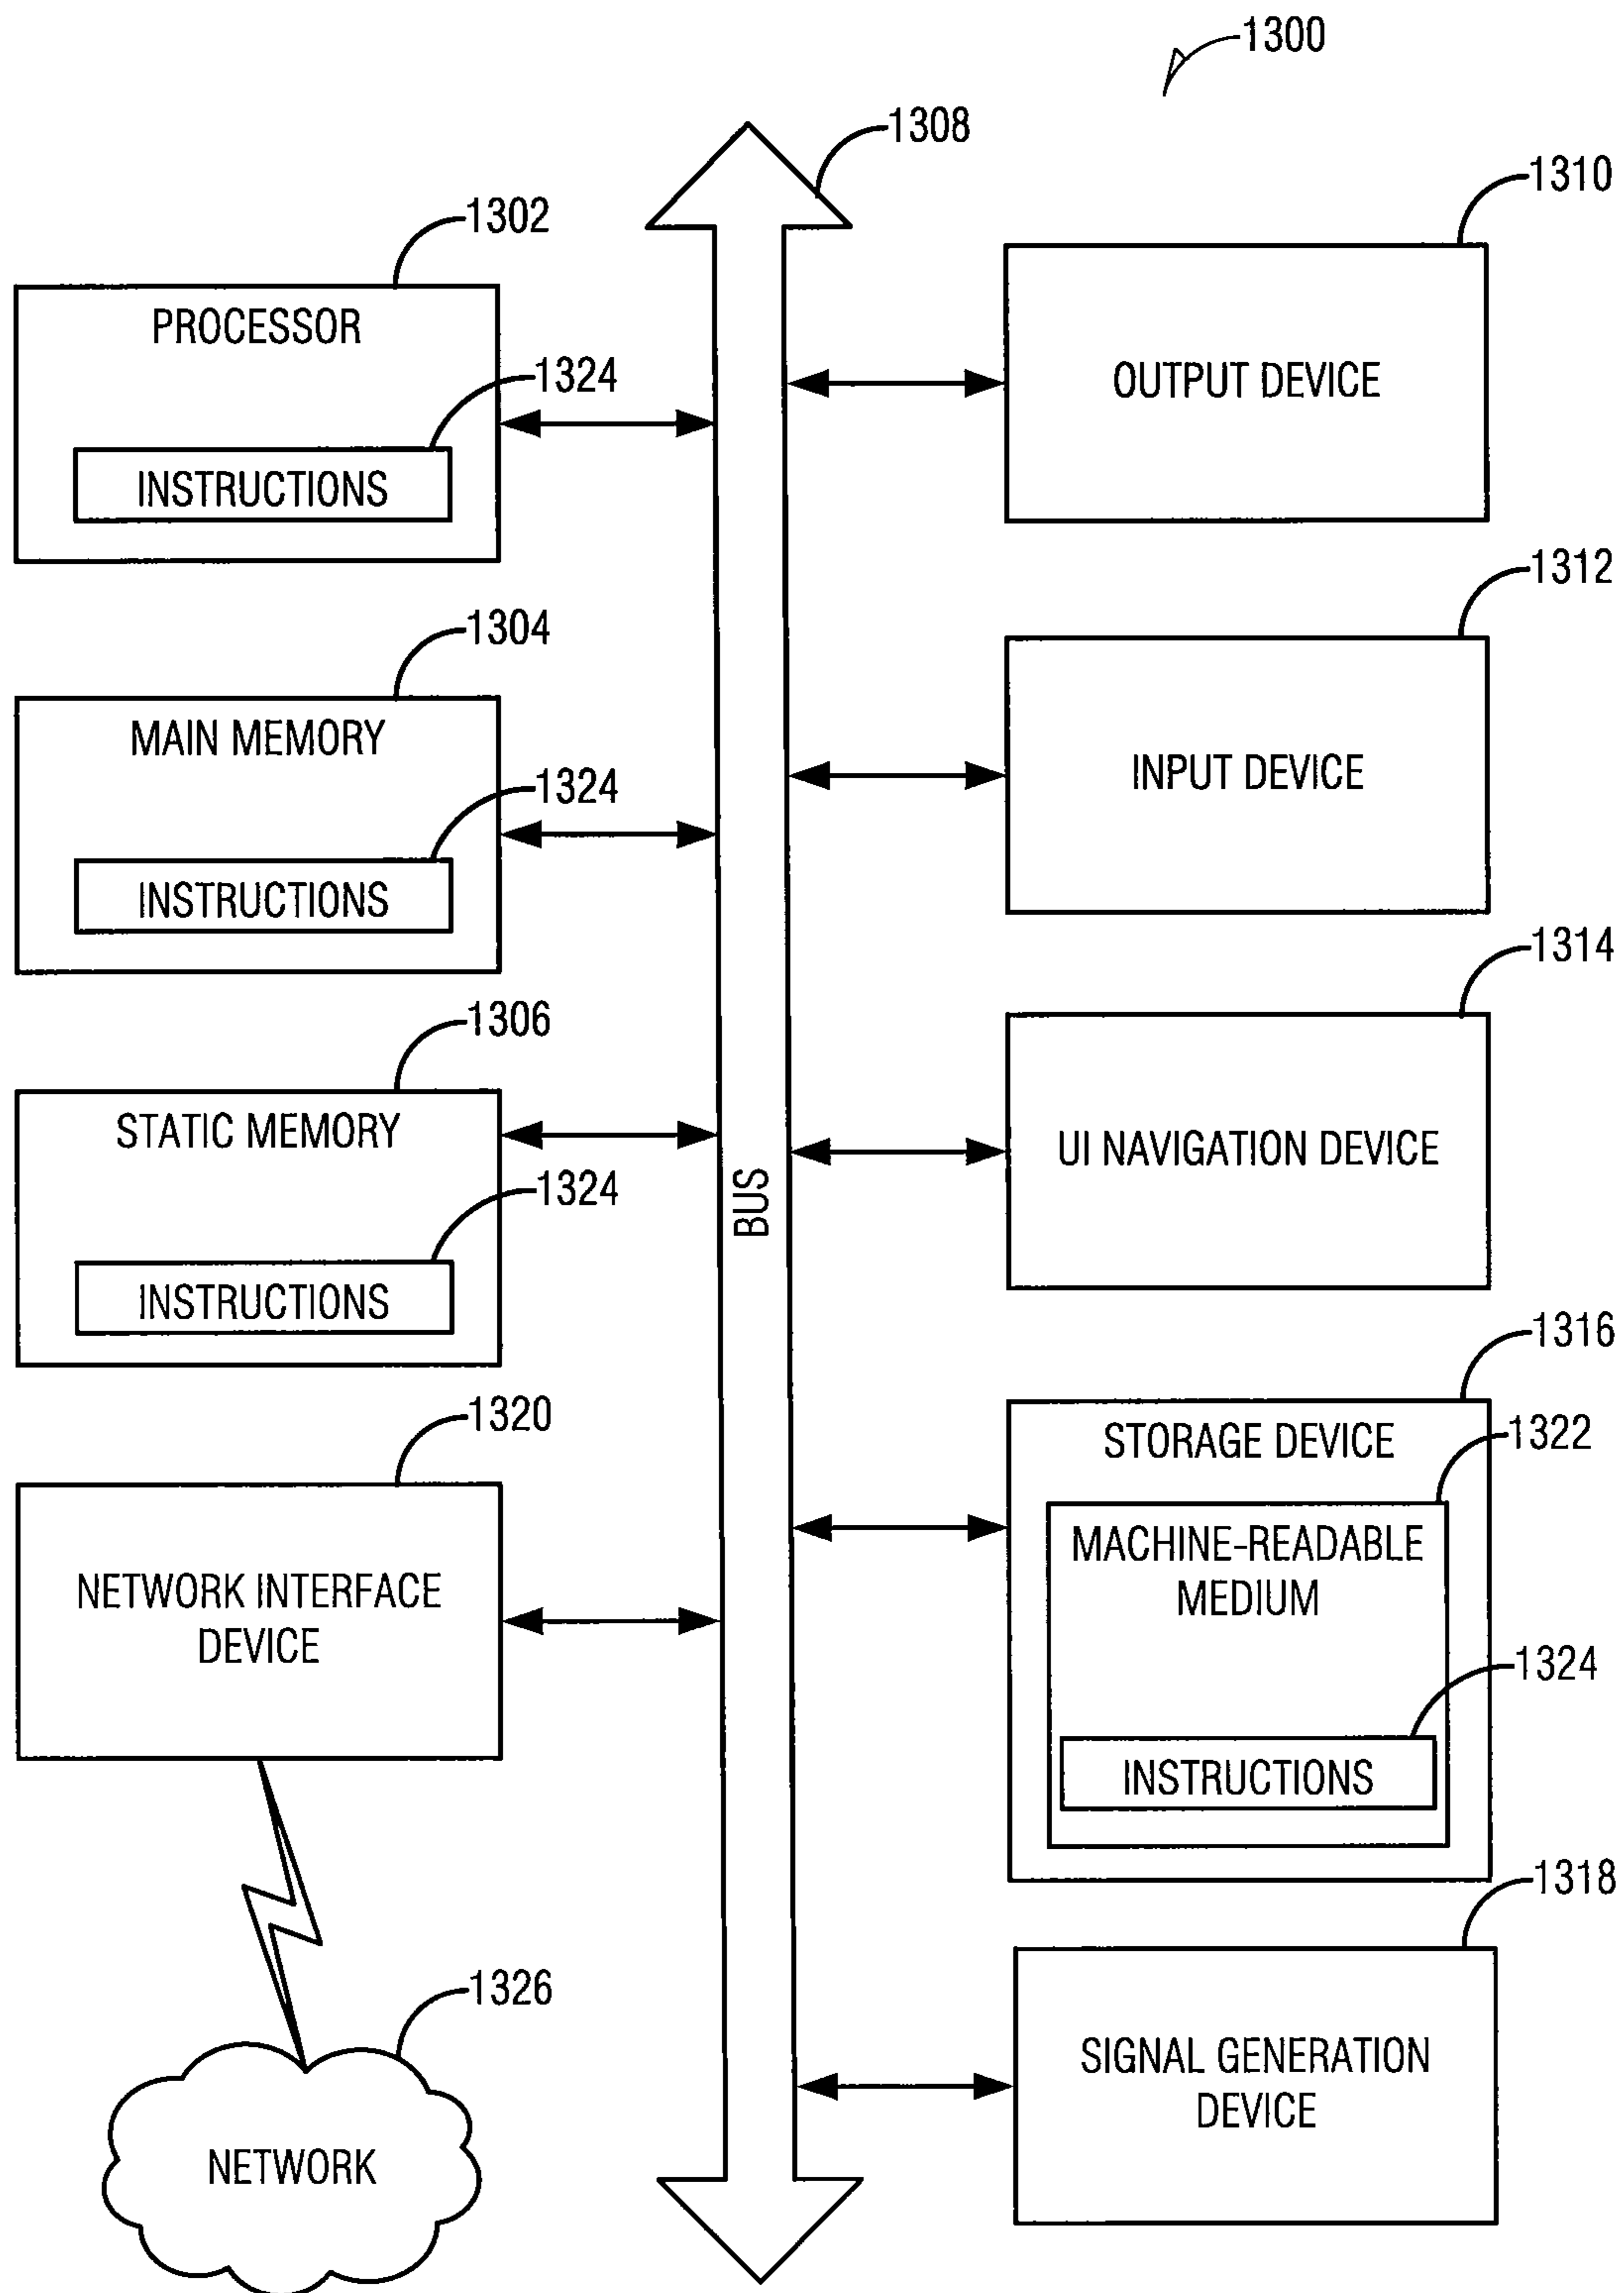 1300
1308
1302
PROCESSOR
1324
INSTRUCTIONS
1304
MAIN MEMORY
1324
INSTRUCTIONS
1306
STATIC MEMORY
1324
INSTRUCTIONS
1320
NETWORK INTERFACE
DEVICE
1326
NETWORK
BUS
1310
OUTPUT DEVICE
1312
INPUT DEVICE
1314
UI NAVIGATION DEVICE
1316
STORAGE DEVICE
1322
MACHINE-READABLE
MEDIUM
1324
INSTRUCTIONS
1318
SIGNAL GENERATION
DEVICE